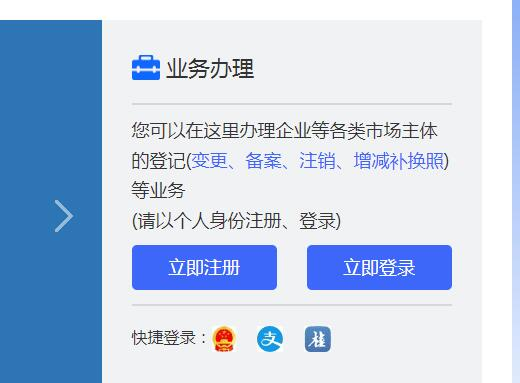 业务办理
您可以在这里办理企业等各类市场主体
的登记(变更、备案、注销、增减补换照)
等业务
(请以个人身份注册、登录)
立即注册 立即登录
快捷登录： 支 桂